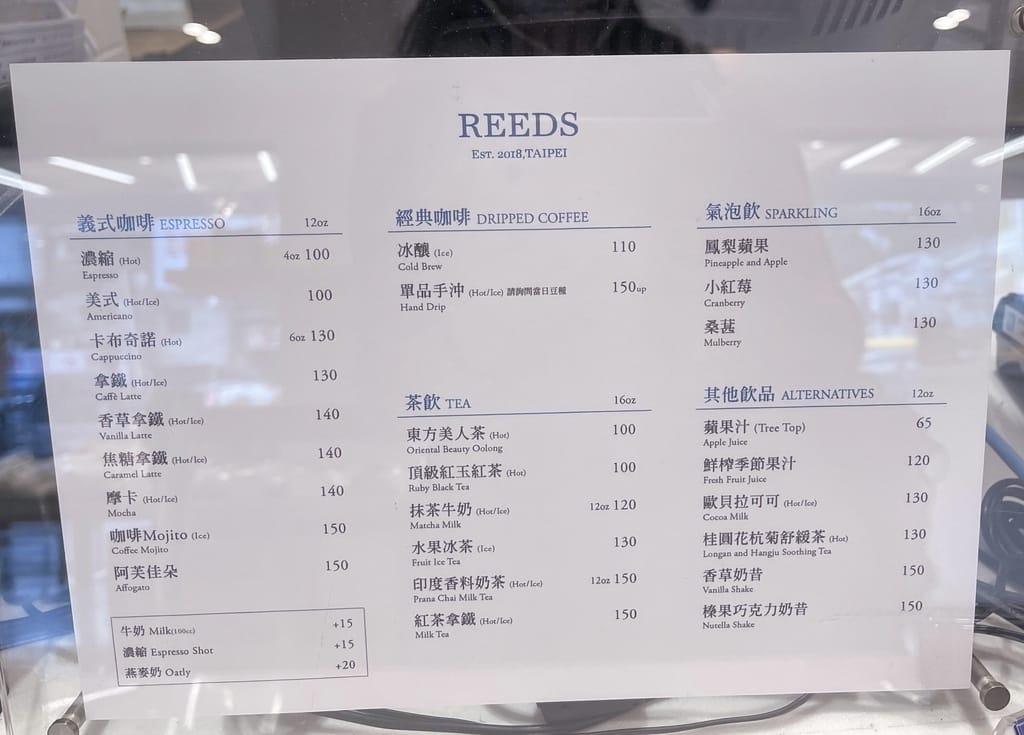 REEDS
EST. 2018,TAIPEI
義式咖啡 ESPRESSO 12oz
濃縮 (Hot) 4oz 100
Espresso
美式 (Hot/Ice) 100
Americano
卡布奇諾 (Hot) 6oz 130
Cappuccino
拿鐵 (Hot/Ice) 130
Caffè Latte
香草拿鐵 (Hot/Ice) 140
Vanilla Latte
焦糖拿鐵 (Hot/Ice) 140
Caramel Latte
摩卡 (Hot/Ice) 140
Mocha
咖啡Mojito (Ice) 150
Coffee Mojito
阿芙佳朵 150
Affogato
牛奶 Milk(100cc) +15
濃縮 Espresso Shot +15
燕麥奶 Oatly +20
經典咖啡 DRIPPED COFFEE
冰釀 (Ice) 110
Cold Brew
單品手沖 (Hot/Ice) 請詢問當日豆種 150up
Hand Drip
茶飲 TEA 16oz
東方美人茶 (Hot) 100
Oriental Beauty Oolong
頂級紅玉紅茶 (Hot) 100
Ruby Black Tea
抹茶牛奶 (Hot/Ice) 12oz 120
Matcha Milk
水果冰茶 (Ice) 130
Fruit Ice Tea
印度香料奶茶 (Hot/Ice) 12oz 150
Prana Chai Milk Tea
紅茶拿鐵 (Hot/Ice) 150
Milk Tea
氣泡飲 SPARKLING 16oz
鳳梨蘋果 130
Pineapple and Apple
小紅莓 130
Cranberry
桑葚 130
Mulberry
其他飲品 ALTERNATIVES 12oz
蘋果汁 (Tree Top) 65
Apple Juice
鮮榨季節果汁 120
Fresh Fruit Juice
歐貝拉可可 (Hot/Ice) 130
Cocoa Milk
桂圓花杭菊舒緩茶 (Hot) 130
Longan and Hangju Soothing Tea
香草奶昔 150
Vanilla Shake
榛果巧克力奶昔 150
Nutella Shake